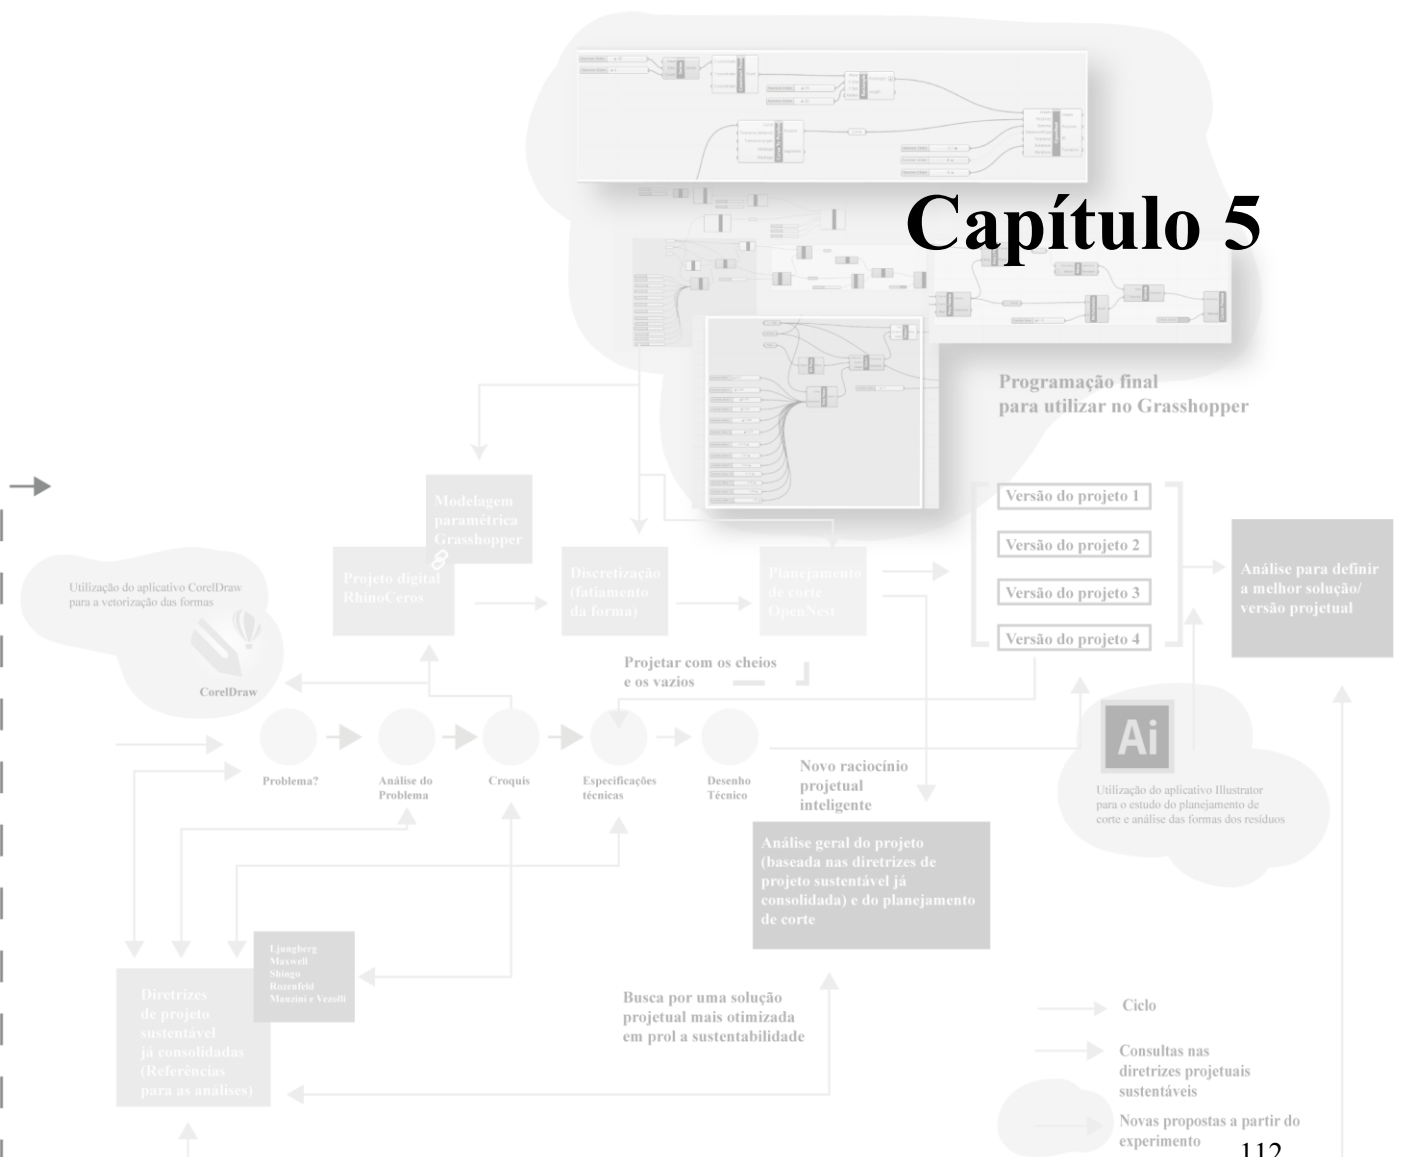 Capítulo 5
Programação final
para utilizar no Grasshopper
Modelagem
paramétrica
Grasshopper
Projeto digital
RhinoCeros
Discretização
(fatiamento
da forma)
Planejamento
de corte
OpenNest
Versão do projeto 1
Versão do projeto 2
Versão do projeto 3
Versão do projeto 4
Análise para definir
a melhor solução/
versão projetual
Utilização do aplicativo CorelDraw
para a vetorização das formas
CorelDraw
Projetar com os cheios
e os vazios
Problema?
Análise do
Problema
Croquis
Especificações
técnicas
Desenho
Técnico
Novo raciocínio
projetual
inteligente
Ai
Utilização do aplicativo Illustrator
para o estudo do planejamento de
corte e análise das formas dos resíduos
Análise geral do projeto
(baseada nas diretrizes de
projeto sustentável já
consolidada) e do planejamento
de corte
Ljungberg
Maxwell
Shingo
Rozenfeld
Manzini e Vezolli
Diretrizes
de projeto
sustentável
já consolidadas
(Referências
para as análises)
Busca por uma solução
projetual mais otimizada
em prol a sustentabilidade
Ciclo
Consultas nas
diretrizes projetuais
sustentáveis
Novas propostas a partir do
experimento
112